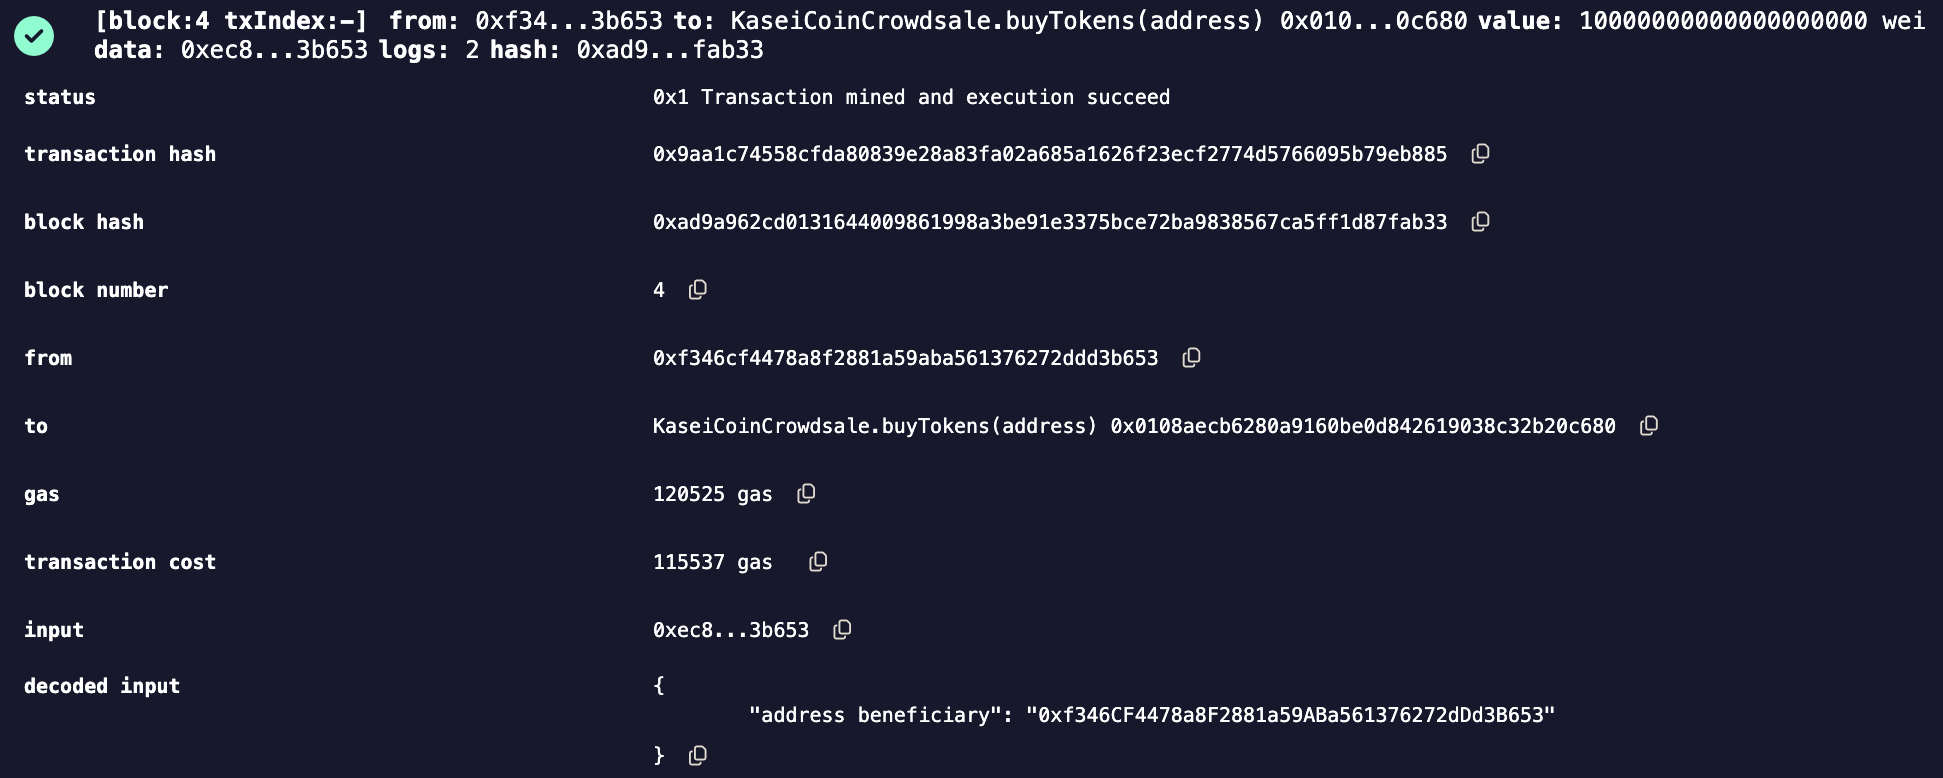 [block:4 txIndex:-] from: 0xf34...3b653 to: KaseiCoinCrowdsale.buyTokens(address) 0x010...0c680 value: 10000000000000000000 wei
data: 0xec8...3b653 logs: 2 hash: 0xad9...fab33
status 0x1 Transaction mined and execution succeed
transaction hash 0x9aa1c74558cfda80839e28a83fa02a685a1626f23ecf2774d5766095b79eb885
block hash 0xad9a962cd0131644009861998a3be91e3375bce72ba9838567ca5ff1d87fab33
block number 4
from 0xf346cf4478a8f2881a59aba561376272ddd3b653
to KaseiCoinCrowdsale.buyTokens(address) 0x0108aecb6280a9160be0d842619038c32b20c680
gas 120525 gas
transaction cost 115537 gas
input 0xec8...3b653
decoded input {
"address beneficiary": "0xf346CF4478a8F2881a59ABa561376272dDd3B653"
}